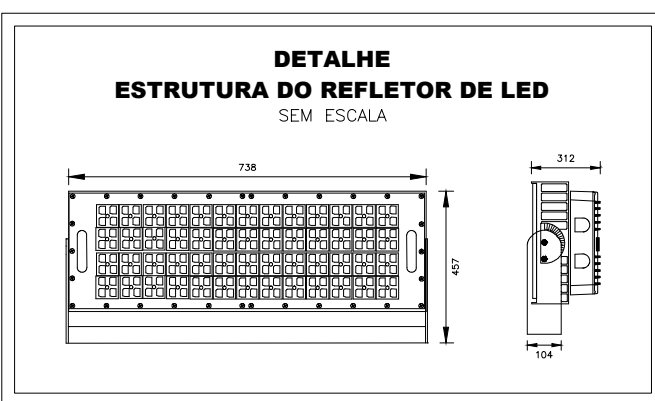 DETALHE
ESTRUTURA DO REFLETOR DE LED
SEM ESCALA
738
312
457
104